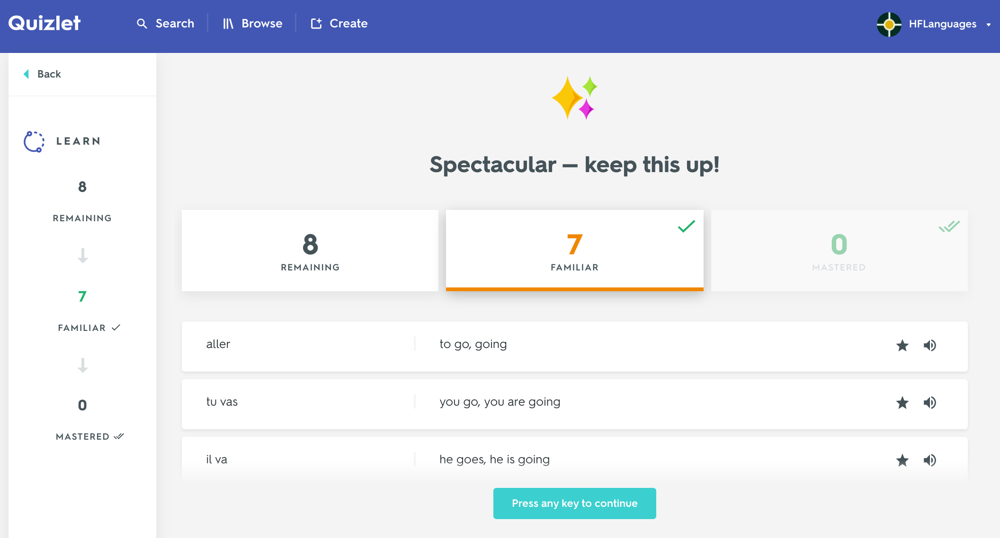 Quizlet
Search
Browse
Create
HFLanguages
Back
LEARN
8
REMAINING
7
FAMILIAR
0
MASTERED
Spectacular — keep this up!
8
REMAINING
7
FAMILIAR
0
MASTERED
aller
to go, going
tu vas
you go, you are going
il va
he goes, he is going
Press any key to continue